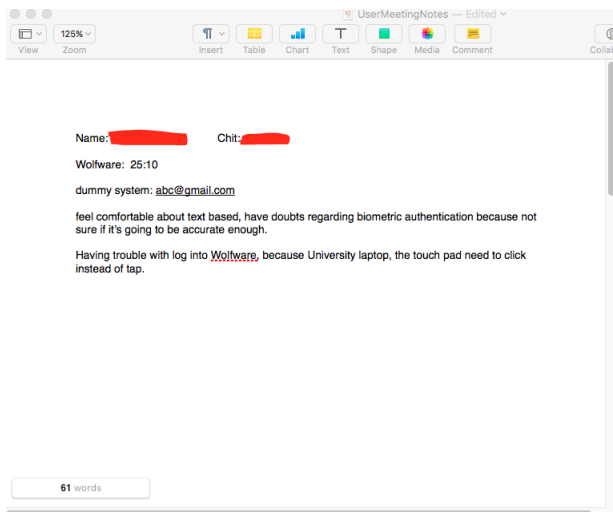 UserMeetingNotes — Edited
125%
View Zoom Insert Table Chart Text Shape Media Comment
Name: Chit:
Wolfware: 25:10
dummy system: abc@gmail.com
feel comfortable about text based, have doubts regarding biometric authentication because not
sure if it's going to be accurate enough.
Having trouble with log into Wolfware, because University laptop, the touch pad need to click
instead of tap.
61 words